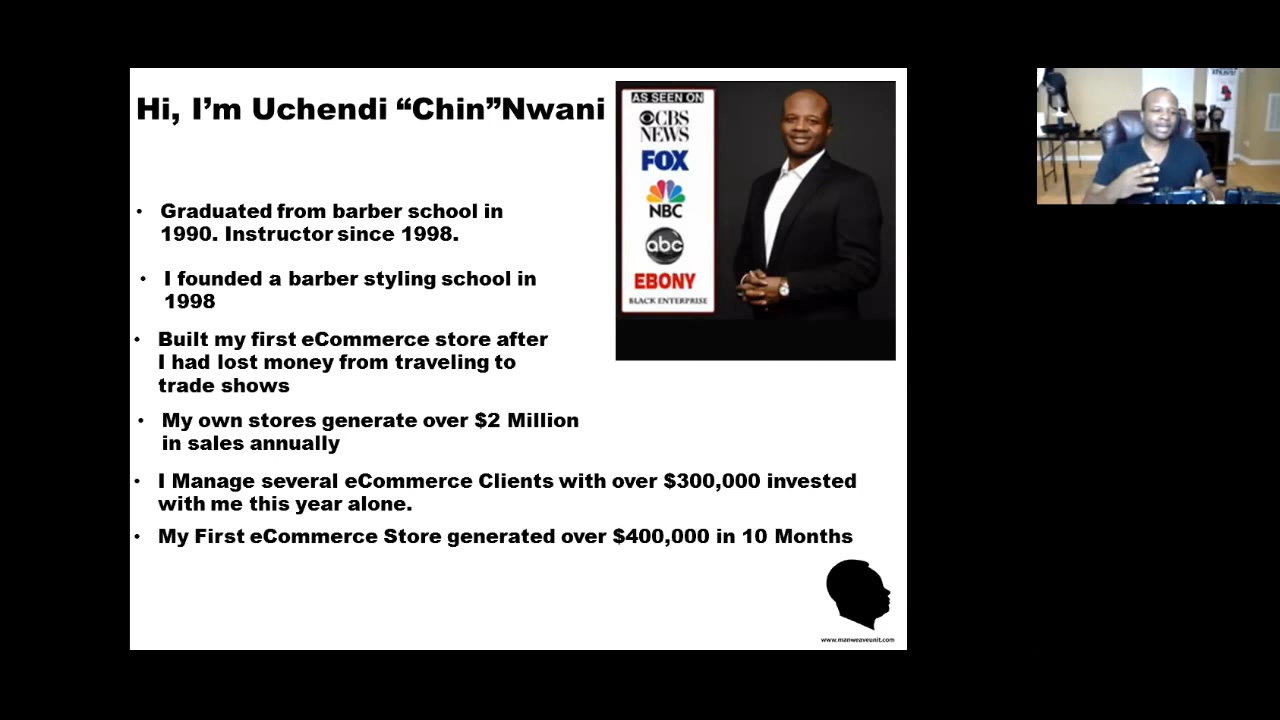 Hi, I'm Uchendi “Chin”Nwani
AS SEEN ON
CBS
NEWS
FOX
NBC
abc
EBONY
BLACK ENTERPRISE
• Graduated from barber school in
1990. Instructor since 1998.
• I founded a barber styling school in
1998
• Built my first eCommerce store after
I had lost money from traveling to
trade shows
• My own stores generate over $2 Million
in sales annually
• I Manage several eCommerce Clients with over $300,000 invested
with me this year alone.
• My First eCommerce Store generated over $400,000 in 10 Months
www.manweaveunit.com